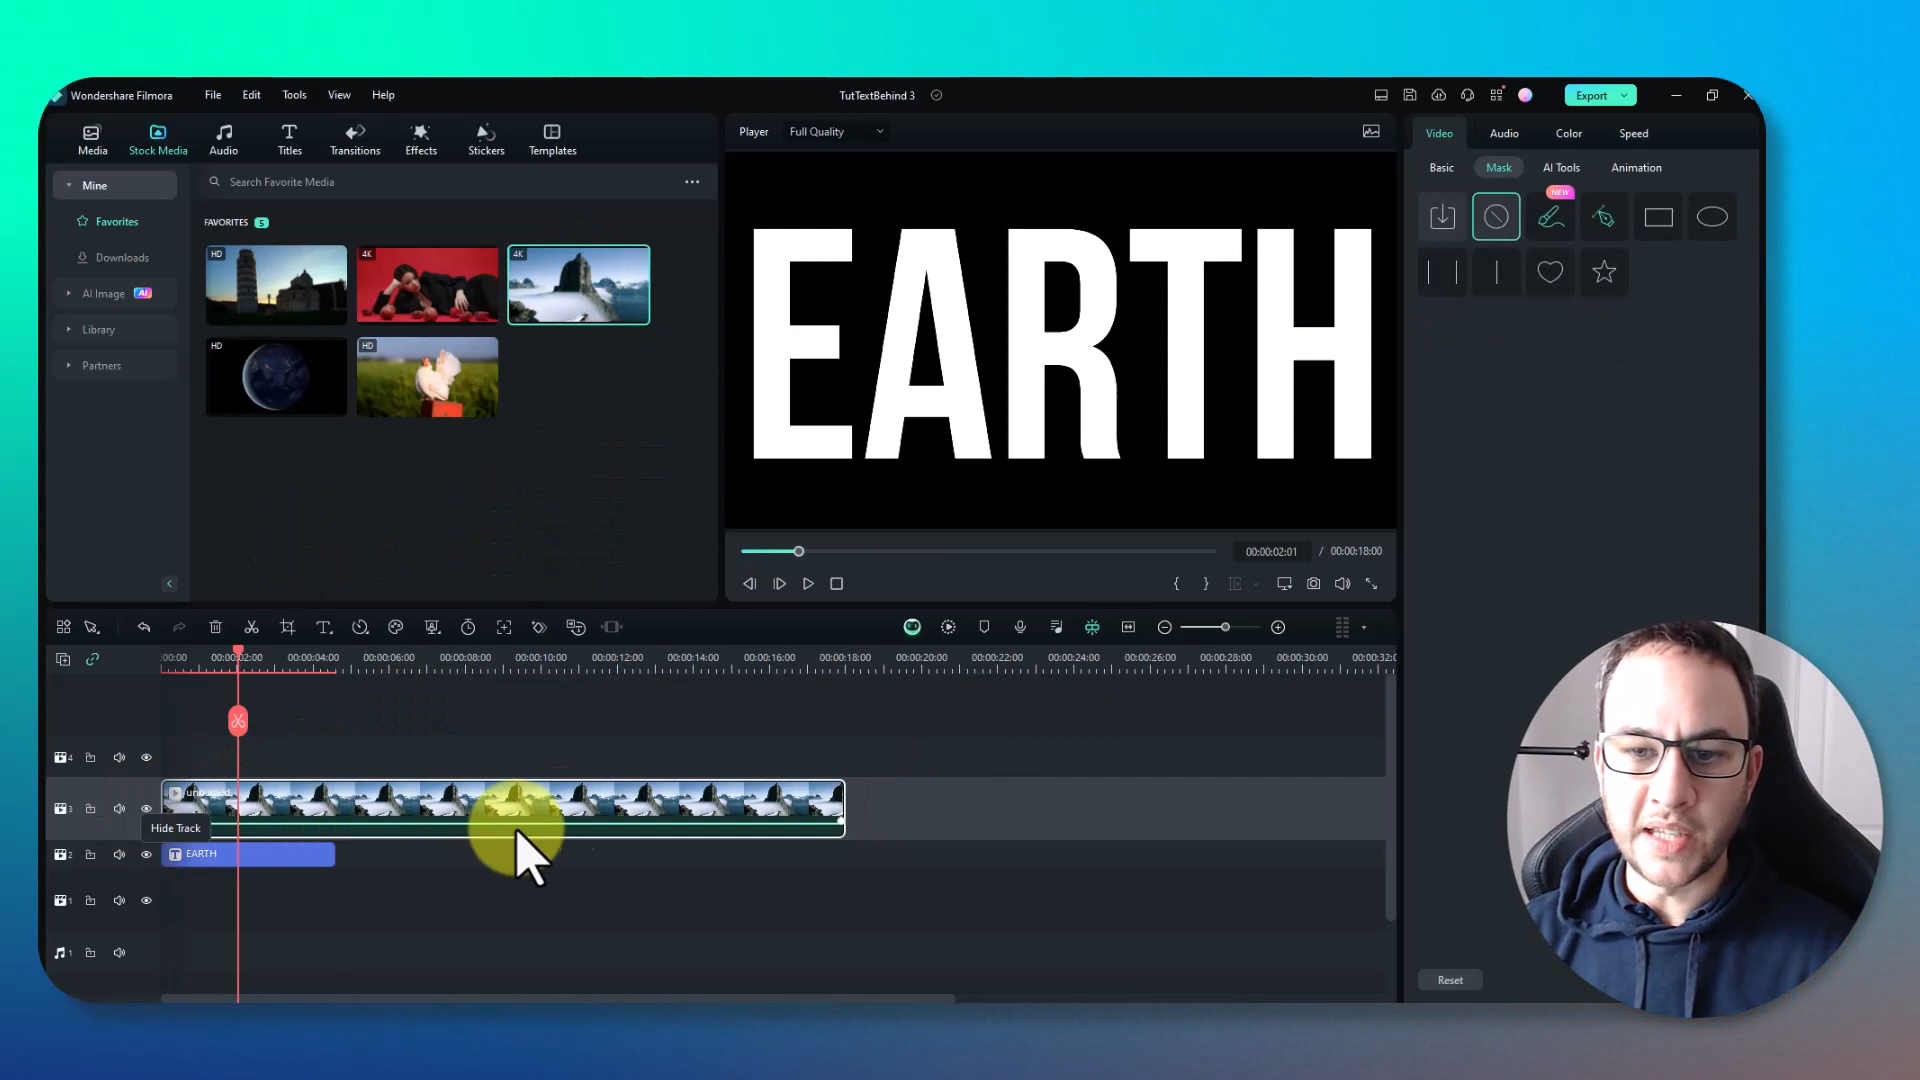 Wondershare Filmora
File
Edit
Tools
View
Help
TutTextBehind 3
Export
Media
Stock Media
Audio
Titles
Transitions
Effects
Stickers
Templates
Player
Full Quality
Video
Audio
Color
Speed
Basic
Mask
AI Tools
Animation
NEW
Mine
Search Favorite Media
Favorites
Downloads
AI Image
AI
Library
Partners
FAVORITES 5
HD
4K
4K
HD
HD
EARTH
00:00:02:01 / 00:00:18:00
:00:00
00:00:02:00
00:00:04:00
00:00:06:00
00:00:08:00
00:00:10:00
00:00:12:00
00:00:14:00
00:00:16:00
00:00:18:00
00:00:20:00
00:00:22:00
00:00:24:00
00:00:26:00
00:00:28:00
00:00:30:00
00:00:32:0
4
3
Hide Track
2
EARTH
1
1
Reset